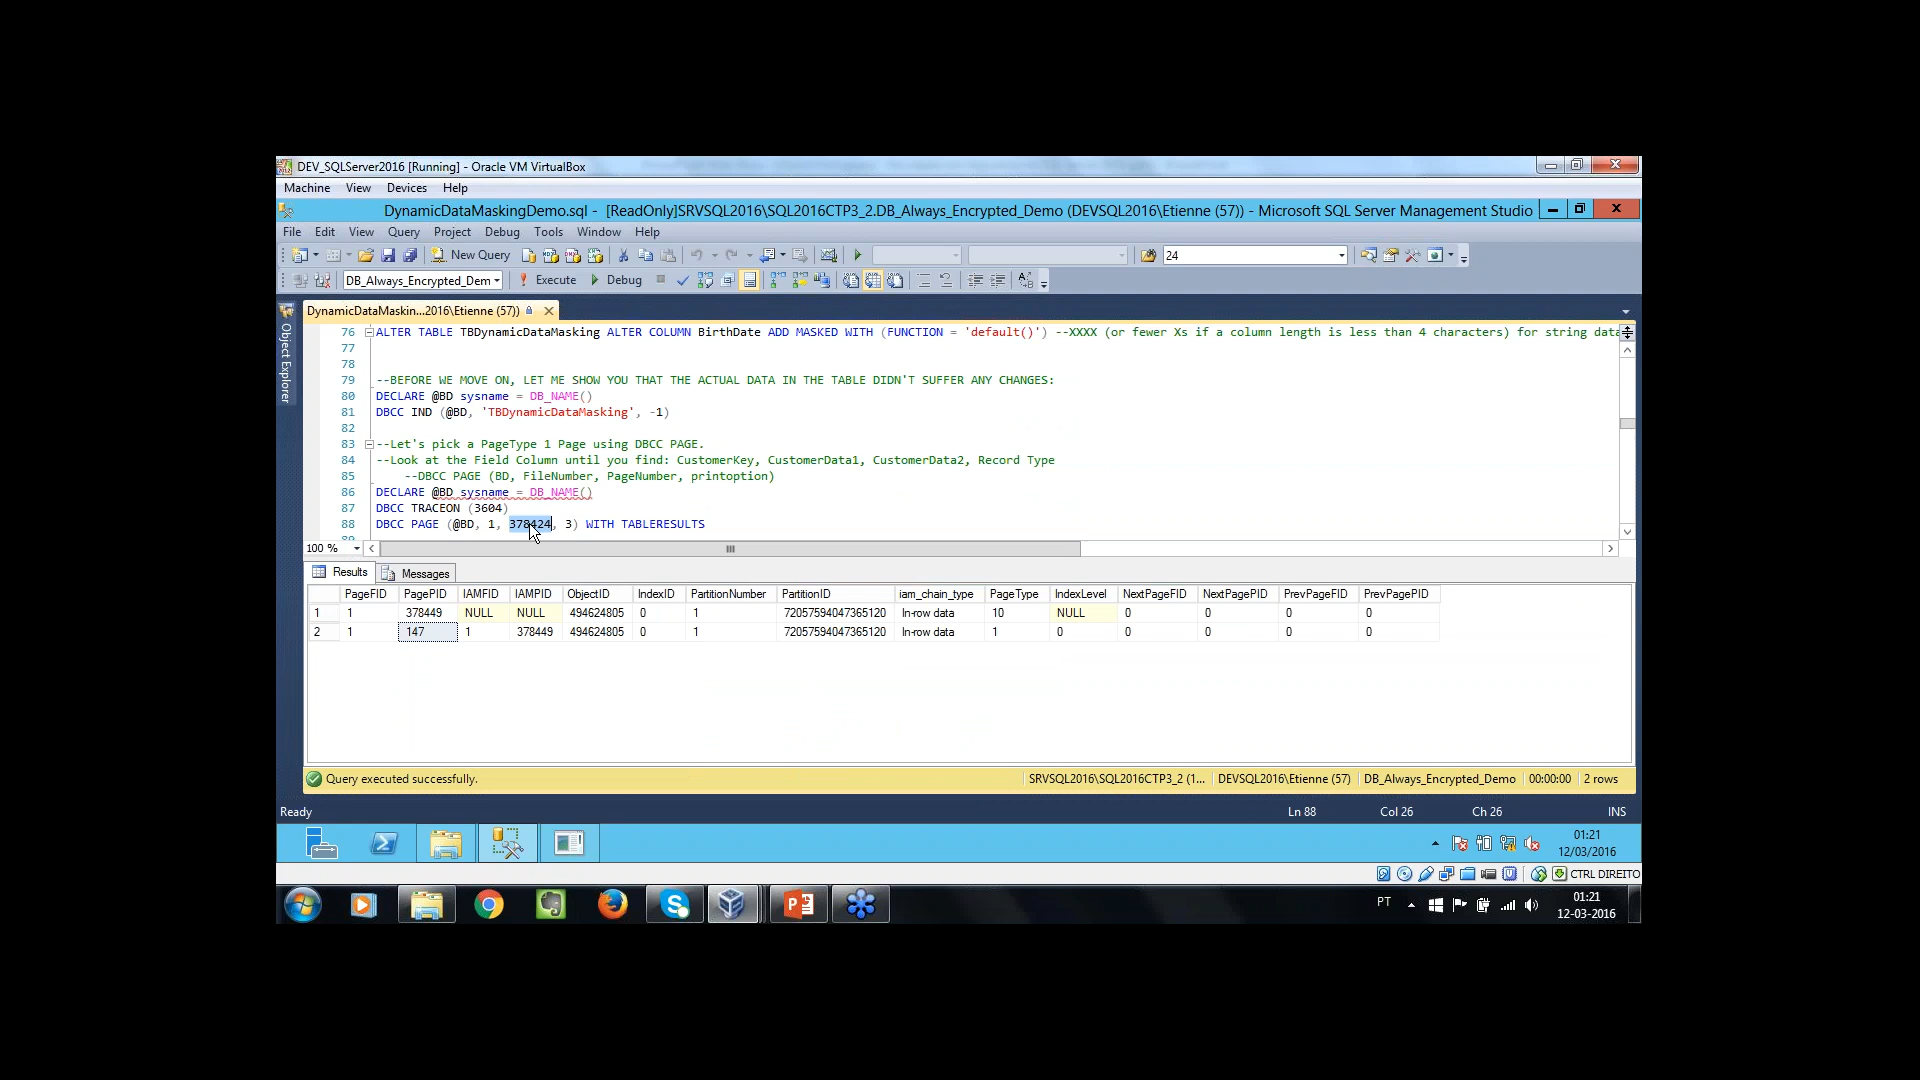 DEV_SQLServer2016 [Running] - Oracle VM VirtualBox
Machine View Devices Help
DynamicDataMaskingDemo.sql - [ReadOnly]SRVSQL2016\SQL2016CTP3_2.DB_Always_Encrypted_Demo (DEVSQL2016\Etienne (57)) - Microsoft SQL Server Management Studio
File Edit View Query Project Debug Tools Window Help
New Query 24
DB_Always_Encrypted_Dem Execute Debug
DynamicDataMaskin...2016\Etienne (57))
Object Explorer
76 ALTER TABLE TBDynamicDataMasking ALTER COLUMN BirthDate ADD MASKED WITH (FUNCTION = 'default()') --XXXX (or fewer Xs if a column length is less than 4 characters) for string data
77
78
79 --BEFORE WE MOVE ON, LET ME SHOW YOU THAT THE ACTUAL DATA IN THE TABLE DIDN'T SUFFER ANY CHANGES:
80 DECLARE @BD sysname = DB_NAME()
81 DBCC IND (@BD, 'TBDynamicDataMasking', -1)
82
83 --Let's pick a PageType 1 Page using DBCC PAGE.
84 --Look at the Field Column until you find: CustomerKey, CustomerData1, CustomerData2, Record Type
85 --DBCC PAGE (BD, FileNumber, PageNumber, printoption)
86 DECLARE @BD sysname = DB_NAME()
87 DBCC TRACEON (3604)
88 DBCC PAGE (@BD, 1, 378424, 3) WITH TABLERESULTS
100 %
Results Messages
PageFID PagePID IAMFID IAMPID ObjectID IndexID PartitionNumber PartitionID iam_chain_type PageType IndexLevel NextPageFID NextPagePID PrevPageFID PrevPagePID
1 1 378449 NULL NULL 494624805 0 1 72057594047365120 In-row data 10 NULL 0 0 0 0
2 1 147 1 378449 494624805 0 1 72057594047365120 In-row data 1 0 0 0 0 0
Query executed successfully. SRVSQL2016\SQL2016CTP3_2 (1... DEVSQL2016\Etienne (57) DB_Always_Encrypted_Demo 00:00:00 2 rows
Ready Ln 88 Col 26 Ch 26 INS
01:21
12/03/2016
CTRL DIREITO
PT 01:21
12-03-2016